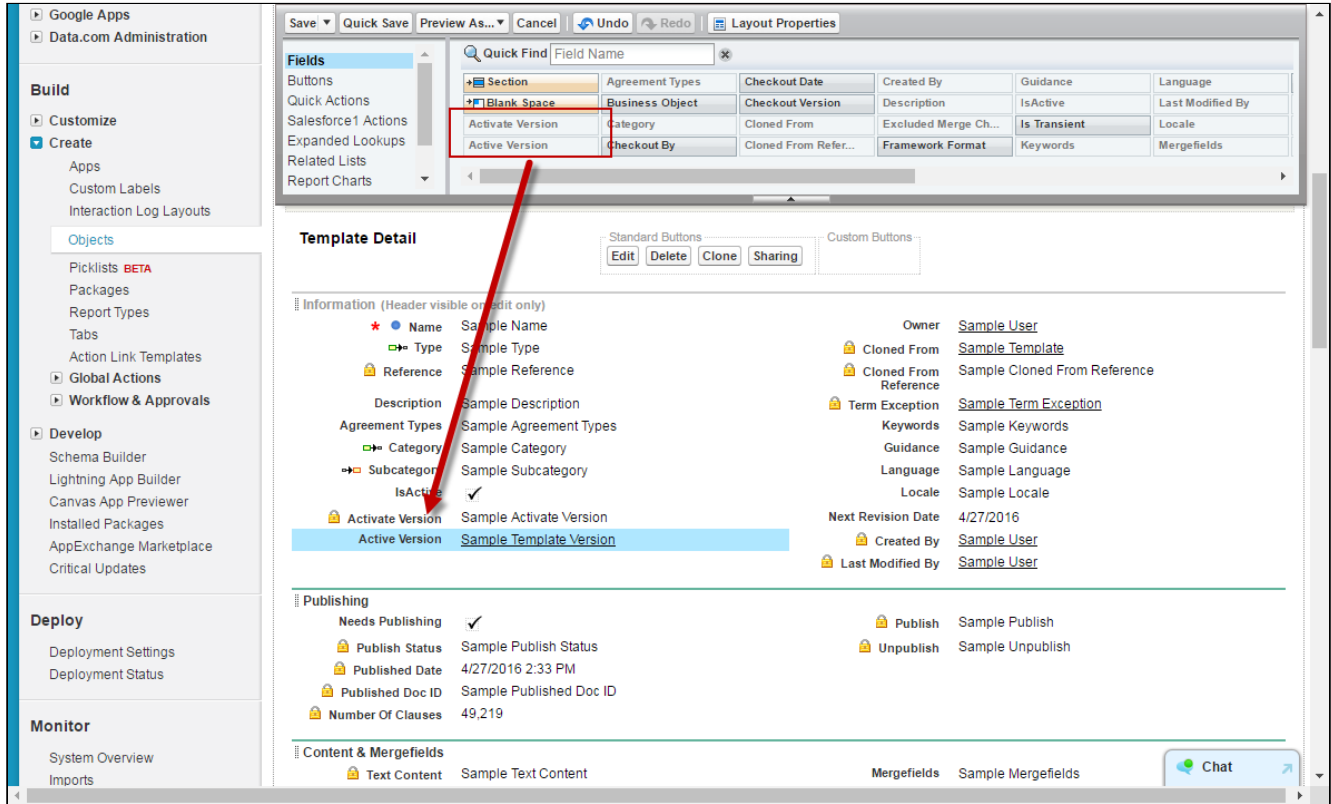 Google Apps
Data.com Administration
Build
Customize
Create
Apps
Custom Labels
Interaction Log Layouts
Objects
Picklists BETA
Packages
Report Types
Tabs
Action Link Templates
Global Actions
Workflow & Approvals
Develop
Schema Builder
Lightning App Builder
Canvas App Previewer
Installed Packages
AppExchange Marketplace
Critical Updates
Deploy
Deployment Settings
Deployment Status
Monitor
System Overview
Imports
Save Quick Save Preview As... Cancel Undo Redo Layout Properties
Fields
Buttons
Quick Actions
Salesforce1 Actions
Expanded Lookups
Related Lists
Report Charts
Quick Find Field Name
Section Agreement Types Checkout Date Created By Guidance Language
Blank Space Business Object Checkout Version Description IsActive Last Modified By
Activate Version Category Cloned From Excluded Merge Ch... Is Transient Locale
Active Version Checkout By Cloned From Refer... Framework Format Keywords Mergefields
Template Detail
Standard Buttons
Edit Delete Clone Sharing
Custom Buttons
Information (Header visible on edit only)
* Name Sample Name Owner Sample User
Type Sample Type Cloned From Sample Template
Reference Sample Reference Cloned From Reference Sample Cloned From Reference
Description Sample Description Term Exception Sample Term Exception
Agreement Types Sample Agreement Types Keywords Sample Keywords
Category Sample Category Guidance Sample Guidance
Subcategory Sample Subcategory Language Sample Language
IsActive Locale Sample Locale
Activate Version Sample Activate Version Next Revision Date 4/27/2016
Active Version Sample Template Version Created By Sample User
Last Modified By Sample User
Publishing
Needs Publishing Publish Sample Publish
Publish Status Sample Publish Status Unpublish Sample Unpublish
Published Date 4/27/2016 2:33 PM
Published Doc ID Sample Published Doc ID
Number Of Clauses 49,219
Content & Mergefields
Text Content Sample Text Content Mergefields Sample Mergefields
Chat